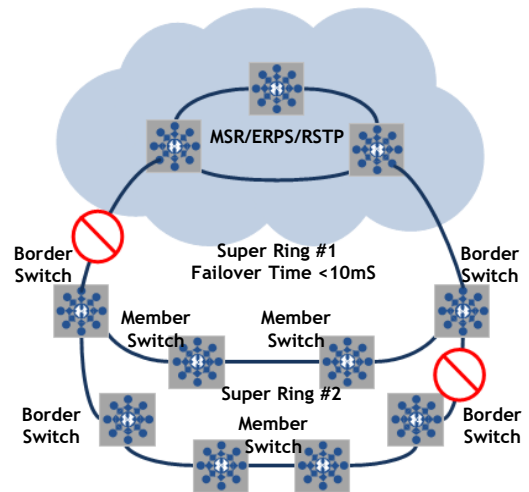 MSR/ERPS/RSTP
Super Ring #1
Failover Time <10mS
Border
Switch
Border
Switch
Member
Switch
Member
Switch
Super Ring #2
Border
Switch
Member
Switch
Border
Switch